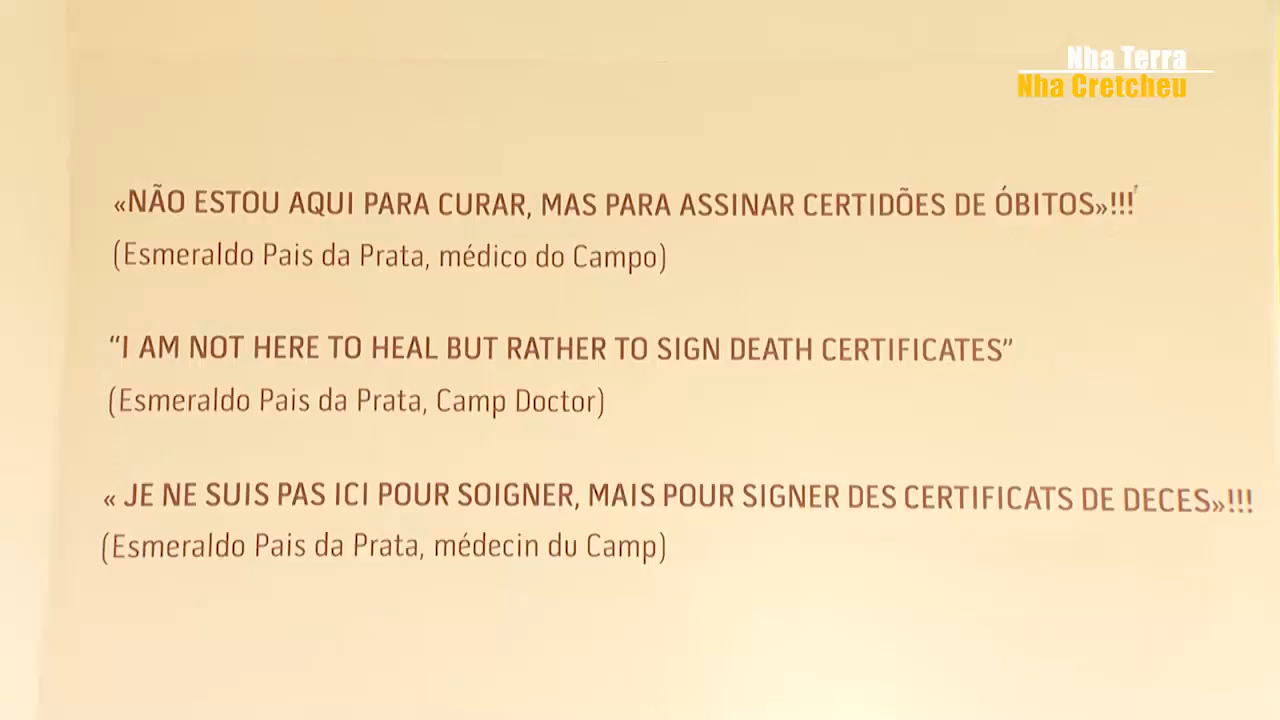 Nha Terra
Nha Cretcheu
«NÃO ESTOU AQUI PARA CURAR, MAS PARA ASSINAR CERTIDÕES DE ÓBITOS»!!!
(Esmeraldo Pais da Prata, médico do Campo)
“I AM NOT HERE TO HEAL BUT RATHER TO SIGN DEATH CERTIFICATES”
(Esmeraldo Pais da Prata, Camp Doctor)
« JE NE SUIS PAS ICI POUR SOIGNER, MAIS POUR SIGNER DES CERTIFICATS DE DECES»!!!
(Esmeraldo Pais da Prata, médecin du Camp)